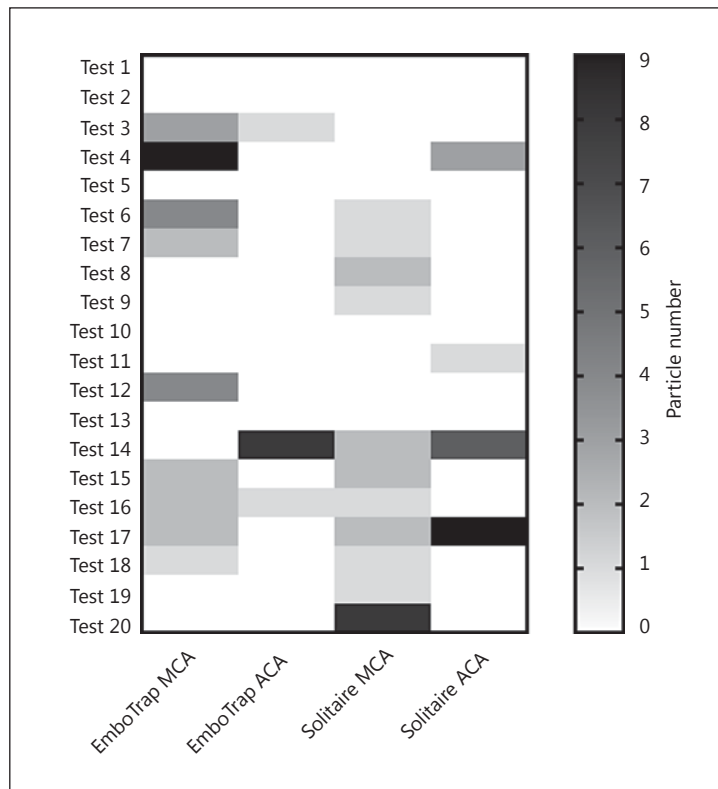 Test 1
Test 2
Test 3
Test 4
Test 5
Test 6
Test 7
Test 8
Test 9
Test 10
Test 11
Test 12
Test 13
Test 14
Test 15
Test 16
Test 17
Test 18
Test 19
Test 20
EmboTrap MCA
EmboTrap ACA
Solitaire MCA
Solitaire ACA
9
8
7
6
5
4
3
2
1
0
Particle number